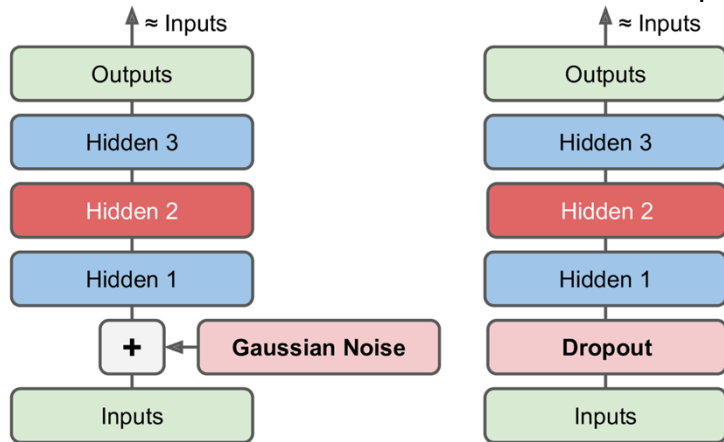 ≈ Inputs
Outputs
Hidden 3
Hidden 2
Hidden 1
+
Gaussian Noise
Inputs
≈ Inputs
Outputs
Hidden 3
Hidden 2
Hidden 1
Dropout
Inputs